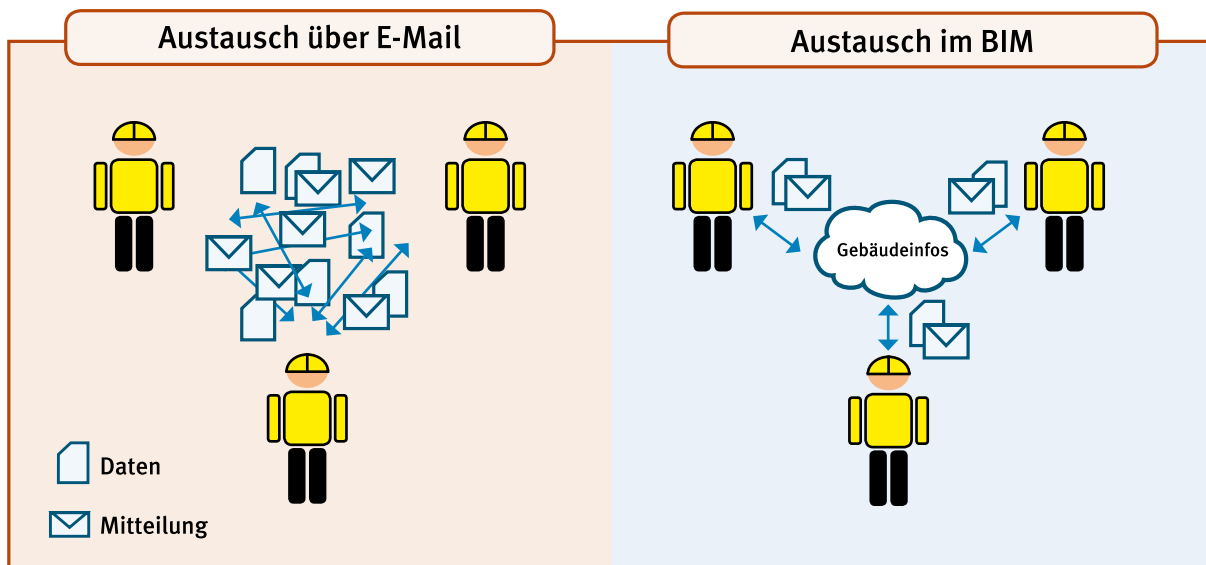 Austausch über E-Mail
Austausch im BIM
Gebäudeinfos
Daten
Mitteilung